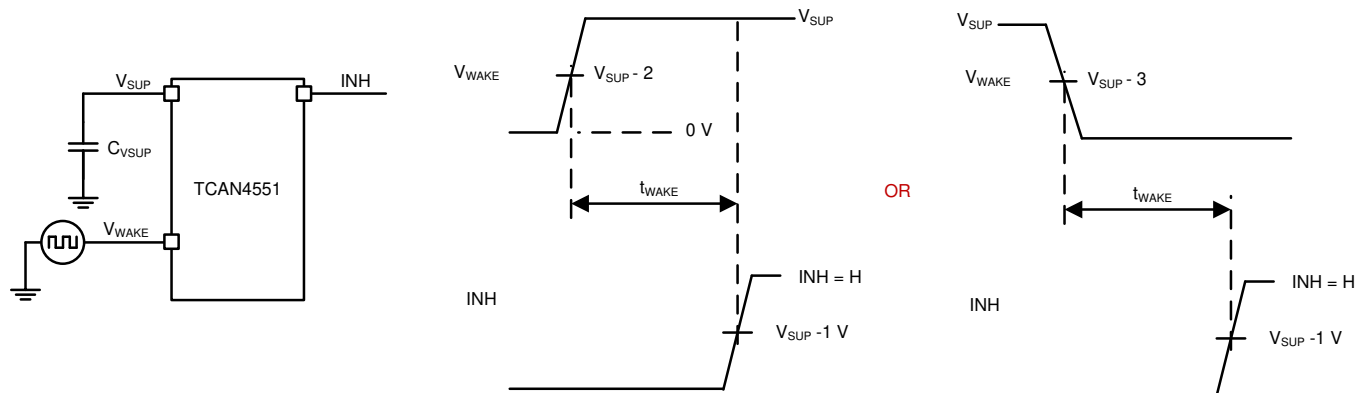 VSUP
INH
CVSUP
TCAN4551
VWAKE
VSUP
VWAKE
VSUP - 2
0 V
tWAKE
INH
INH = H
VSUP -1 V
OR
VSUP
VWAKE
VSUP - 3
tWAKE
INH
INH = H
VSUP -1 V